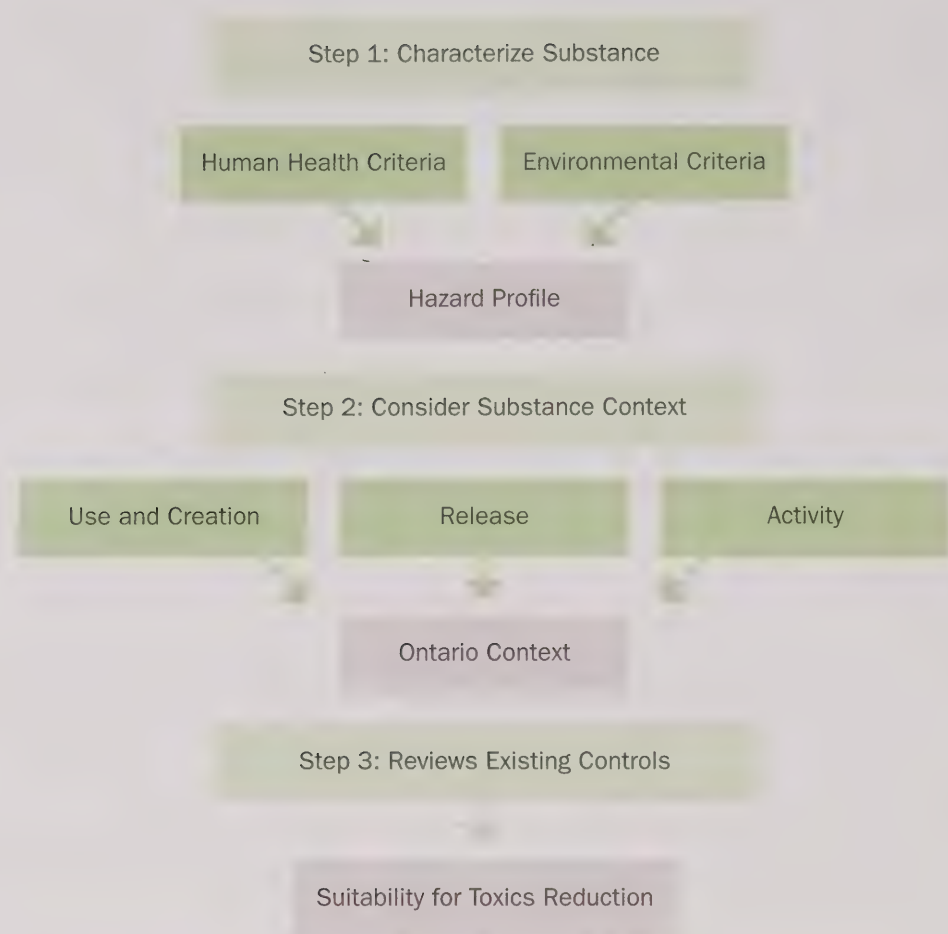 Step 1: Characterize Substance
Human Health Criteria
Environmental Criteria
Hazard Profile
Step 2: Consider Substance Context
Use and Creation
Release
Activity
Ontario Context
Step 3: Reviews Existing Controls
Suitability for Toxics Reduction